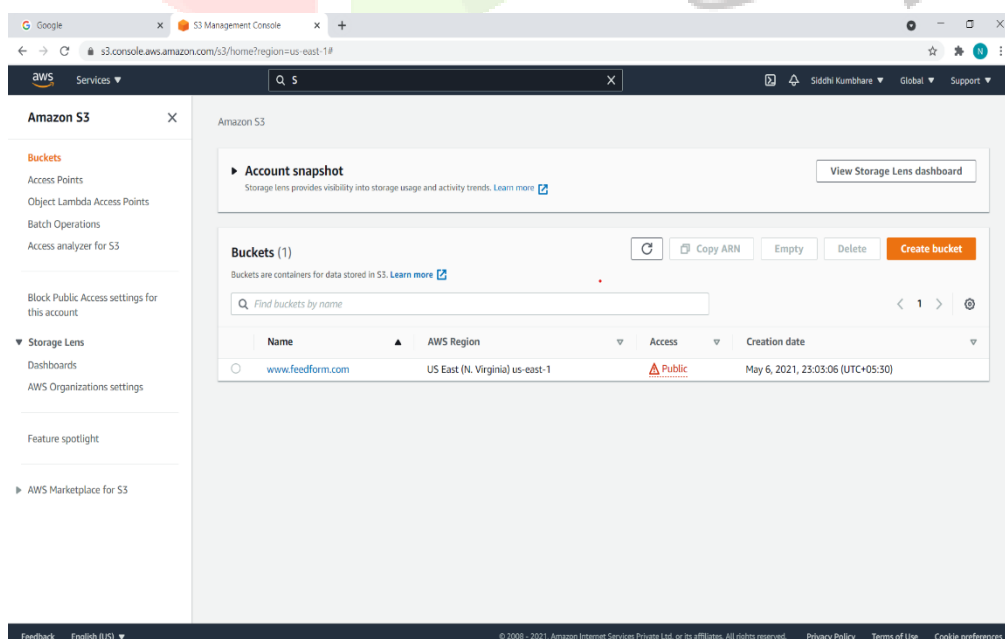 Google
S3 Management Console
s3.console.aws.amazon.com/s3/home?region=us-east-1#
N
aws Services S Siddhi Kumbhare Global Support
Amazon S3
Buckets
Access Points
Object Lambda Access Points
Batch Operations
Access analyzer for S3
Block Public Access settings for
this account
Storage Lens
Dashboards
AWS Organizations settings
Feature spotlight
AWS Marketplace for S3
Amazon S3
Account snapshot
Storage lens provides visibility into storage usage and activity trends. Learn more
View Storage Lens dashboard
Buckets (1)
Buckets are containers for data stored in S3. Learn more
Copy ARN Empty Delete Create bucket
Find buckets by name
1
Name AWS Region Access Creation date
www.feedform.com US East (N. Virginia) us-east-1 Public May 6, 2021, 23:03:06 (UTC+05:30)
Feedback English (US) © 2008 - 2021, Amazon Internet Services Private Ltd. or its affiliates. All rights reserved. Privacy Policy Terms of Use Cookie preferences